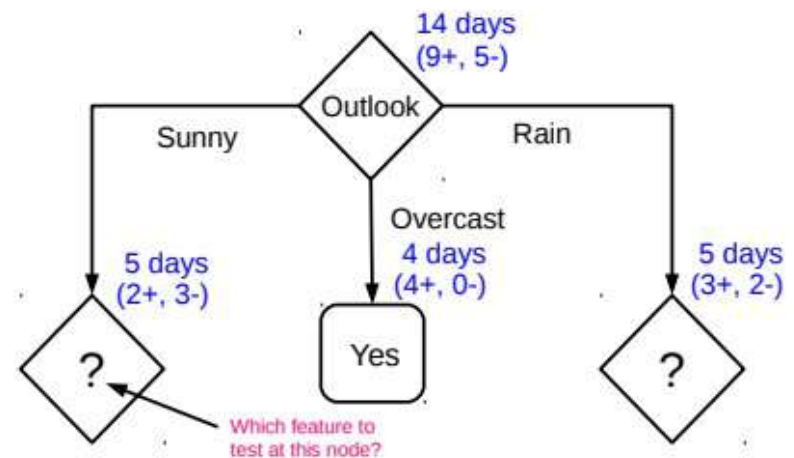 14 days
(9+, 5-)
Outlook
Sunny
Rain
Overcast
5 days
(2+, 3-)
4 days
(4+, 0-)
5 days
(3+, 2-)
?
Yes
?
Which feature to
test at this node?